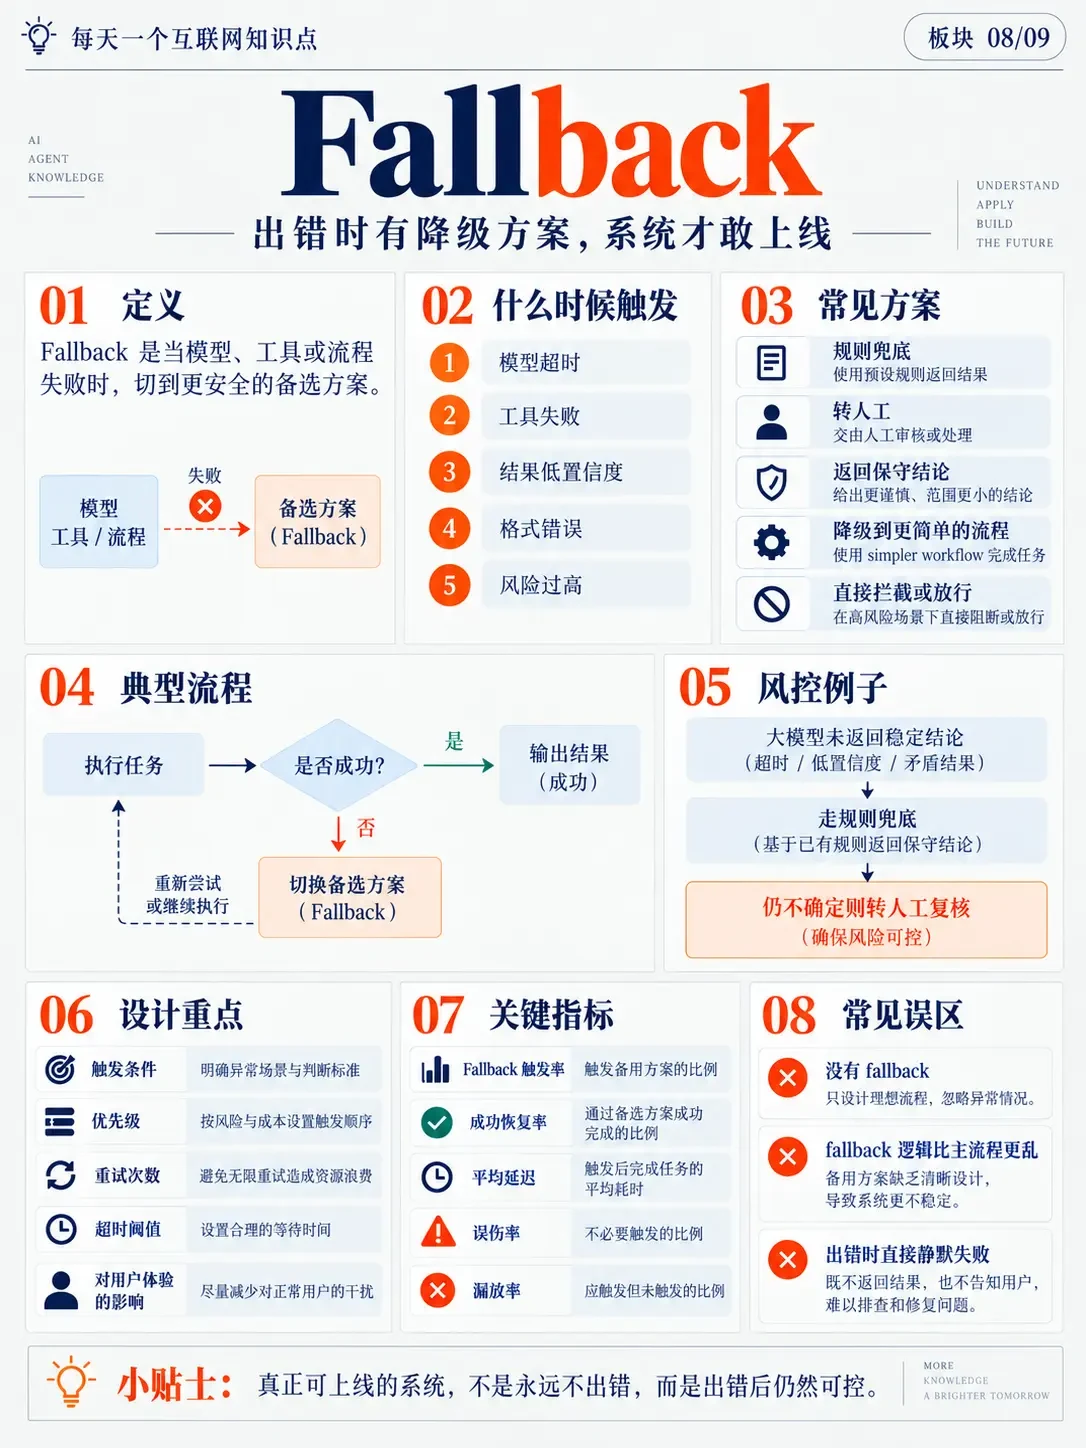 每天一个互联网知识点
板块 08/09
AI
AGENT
KNOWLEDGE
Fallback
UNDERSTAND
APPLY
BUILD
THE FUTURE
出错时有降级方案，系统才敢上线
01 定义
Fallback 是当模型、工具或流程
失败时，切到更安全的备选方案。
模型
工具 / 流程
失败
备选方案
（Fallback）
02 什么时候触发
1 模型超时
2 工具失败
3 结果低置信度
4 格式错误
5 风险过高
03 常见方案
规则兜底
使用预设规则返回结果
转人工
交由人工审核或处理
返回保守结论
给出更谨慎、范围更小的结论
降级到更简单的流程
使用 simpler workflow 完成任务
直接拦截或放行
在高风险场景下直接阻断或放行
04 典型流程
执行任务
是否成功？
是
输出结果
（成功）
否
切换备选方案
（Fallback）
重新尝试
或继续执行
05 风控例子
大模型未返回稳定结论
（超时 / 低置信度 / 矛盾结果）
走规则兜底
（基于已有规则返回保守结论）
仍不确定则转人工复核
（确保风险可控）
06 设计重点
触发条件 明确异常场景与判断标准
优先级 按风险与成本设置触发顺序
重试次数 避免无限重试造成资源浪费
超时阈值 设置合理的等待时间
对用户体验
的影响
尽量减少对正常用户的干扰
07 关键指标
Fallback 触发率 触发备用方案的比例
成功恢复率
通过备选方案成功
完成的比例
平均延迟
触发后完成任务的
平均耗时
误伤率 不必要触发的比例
漏放率 应触发但未触发的比例
08 常见误区
没有 fallback
只设计理想流程，忽略异常情况。
fallback 逻辑比主流程更乱
备用方案缺乏清晰设计，
导致系统更不稳定。
出错时直接静默失败
既不返回结果，也不告知用户，
难以排查和修复问题。
小贴士：真正可上线的系统，不是永远不出错，而是出错后仍然可控。
MORE
KNOWLEDGE
A BRIGHTER TOMORROW